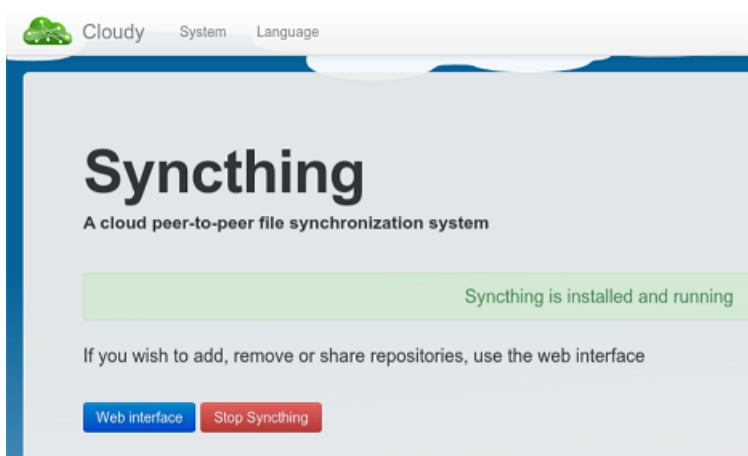 Cloudy System Language
Syncthing
A cloud peer-to-peer file synchronization system
Syncthing is installed and running
If you wish to add, remove or share repositories, use the web interface
Web interface Stop Syncthing